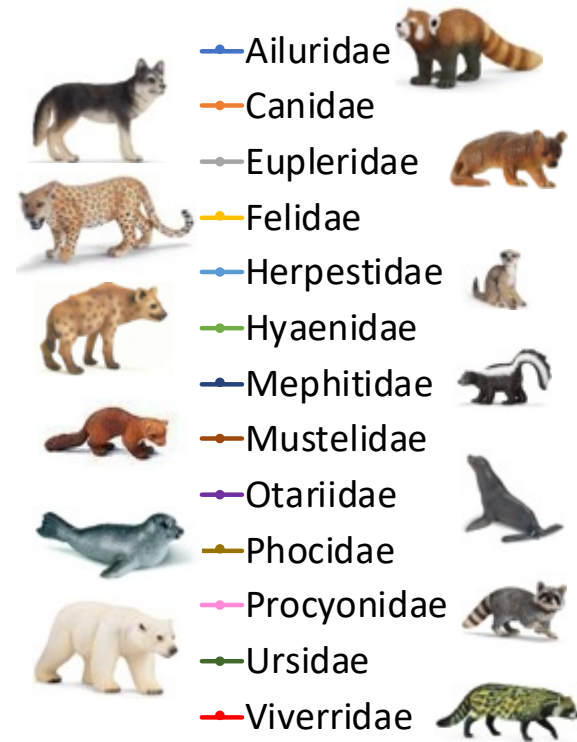 Ailuridae
Canidae
Eupleridae
Felidae
Herpestidae
Hyaenidae
Mephitidae
Mustelidae
Otariidae
Phocidae
Procyonidae
Ursidae
Viverridae